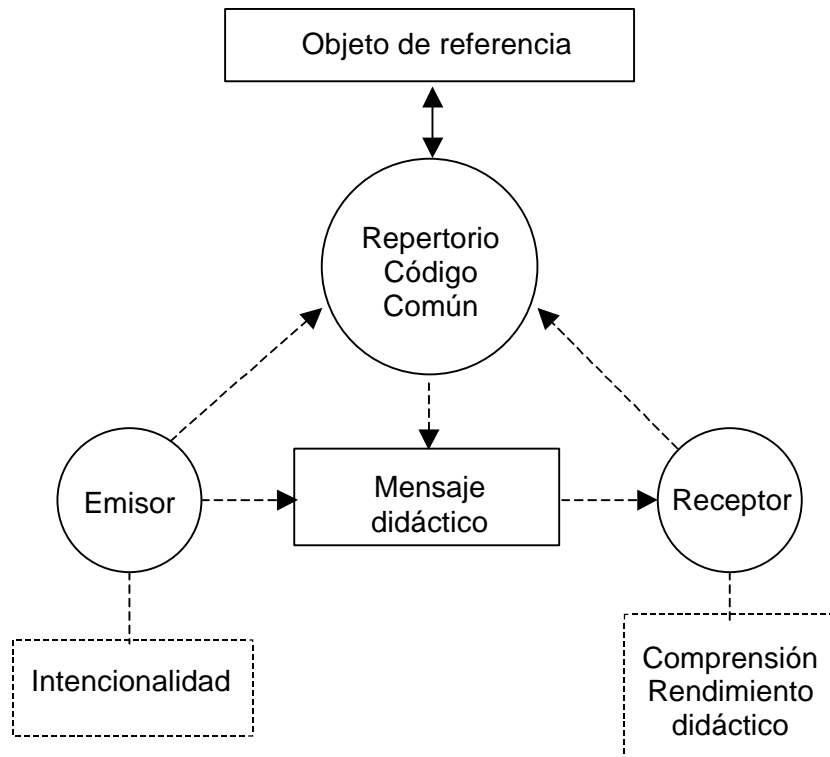 Objeto de referencia
Repertorio
Código
Común
Emisor
Mensaje
didáctico
Receptor
Intencionalidad
Comprensión
Rendimiento
didáctico